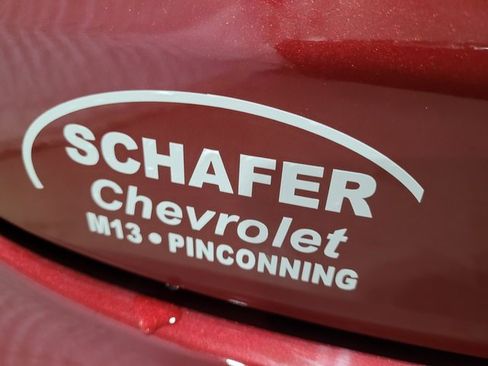 SCHAFER
Chevrolet
M13 • PINCONNING